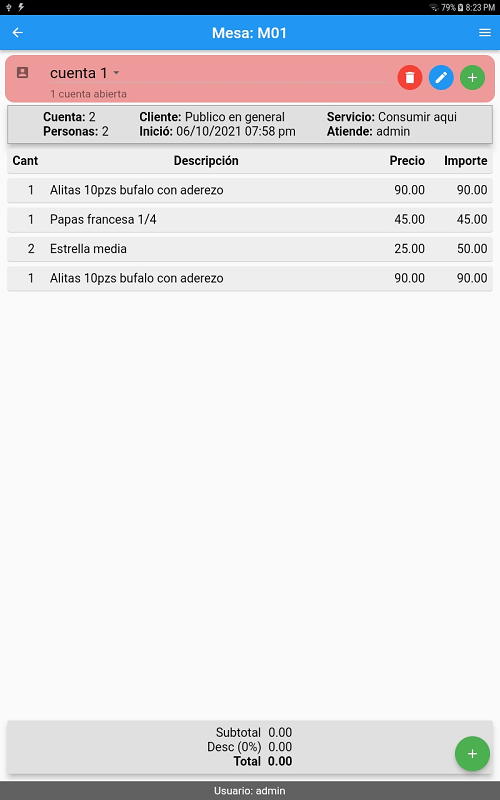 79% 8:23 PM
Mesa: M01
cuenta 1
1 cuenta abierta
Cuenta: 2 Cliente: Publico en general Servicio: Consumir aqui
Personas: 2 Inició: 06/10/2021 07:58 pm Atiende: admin
Cant Descripción Precio Importe
1 Alitas 10pzs bufalo con aderezo 90.00 90.00
1 Papas francesa 1/4 45.00 45.00
2 Estrella media 25.00 50.00
1 Alitas 10pzs bufalo con aderezo 90.00 90.00
Subtotal 0.00
Desc (0%) 0.00
Total 0.00
Usuario: admin